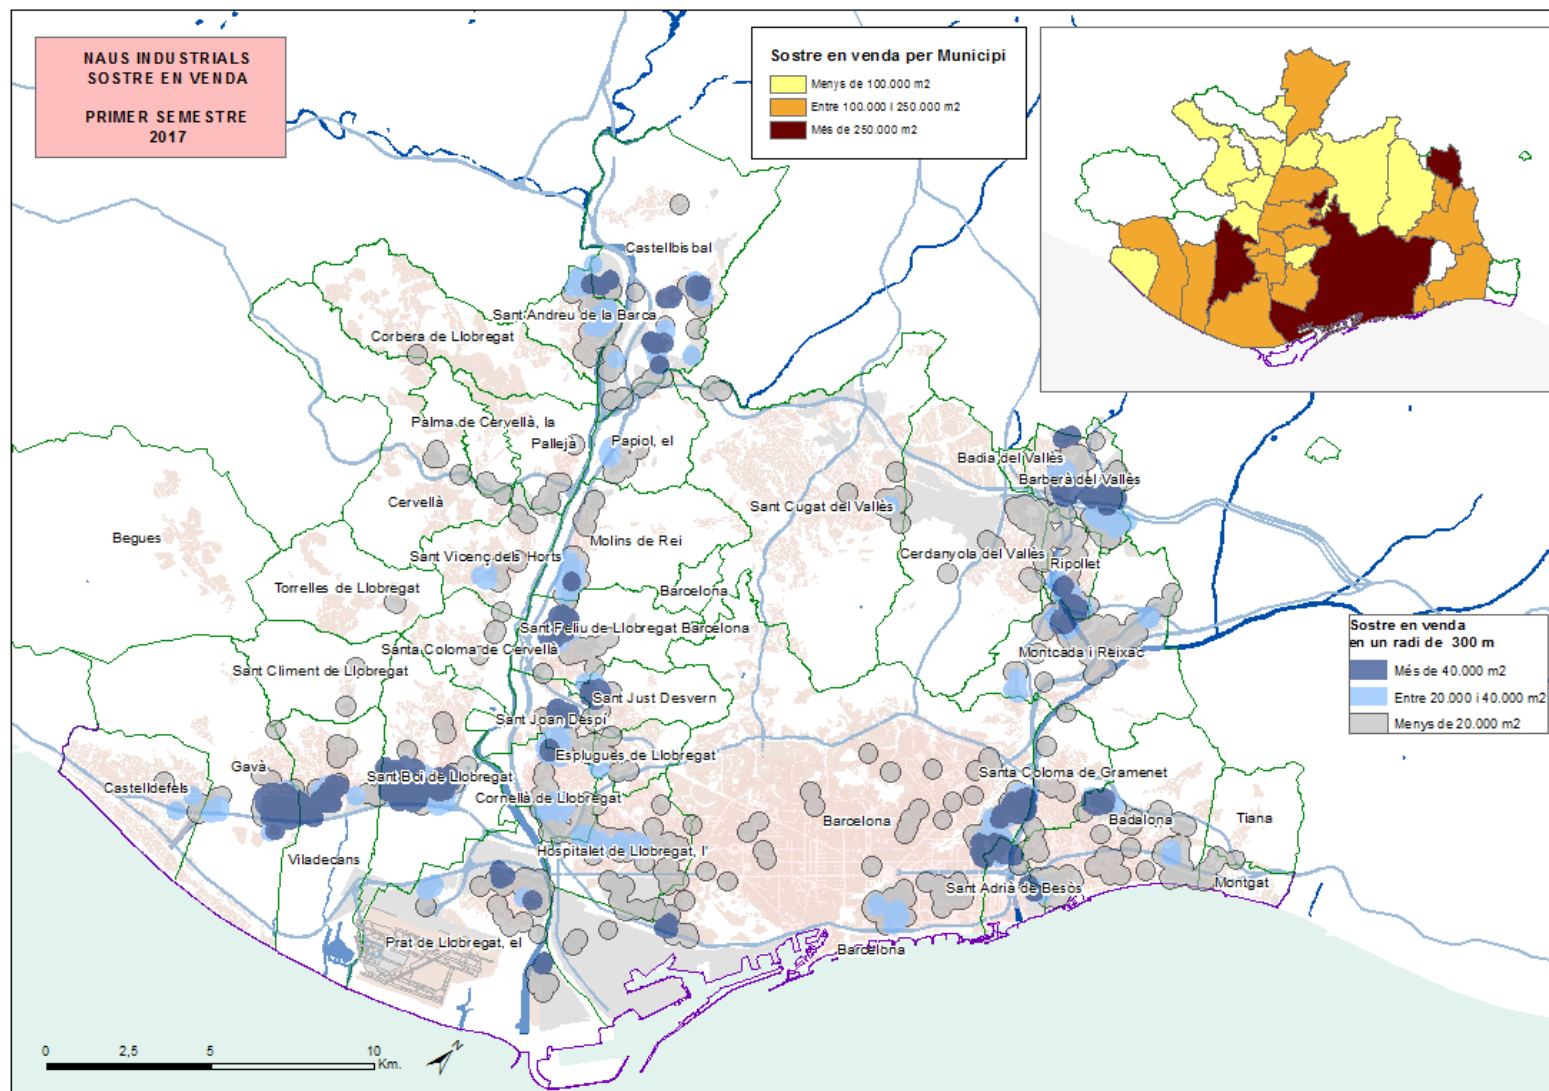 NAUS INDUSTRIALS
SOSTRE EN VENDA
PRIMER SEMESTRE
2017
Sostre en venda per Municipi
Menys de 100.000 m2
Entre 100.000 I 250.000 m2
Més de 250.000 m2
Castellbisbal
Sant Andreu de la Barca
Corbera de Llobregat
Palma de Cervellà, la
Pallejà
Papiol, el
Badia del Vallès
Barberà del Vallès
Cervellà
Sant Cugat del Vallès
Begues
Molins de Rei
Cerdanyola del Vallès
Sant Vicenç dels Horts
Ripollet
Torrelles de Llobregat
Barcelona
Sant Feliu de Llobregat
Barcelona
Santa Coloma de Cervellà
Montcada i Reixac
Sant Climent de Llobregat
Sant Just Desvern
Sant Joan Despí
Esplugues de Llobregat
Gavà
Sant Boi de Llobregat
Santa Coloma de Gramenet
Castelldefels
Cornellà de Llobregat
Barcelona
Badalona
Tiana
Viladecans
Hospitalet de Llobregat, l'
Sant Adrià de Besòs
Montgat
Prat de Llobregat, el
Barcelona
Sostre en venda
en un radi de 300 m
Més de 40.000 m2
Entre 20.000 i 40.000 m2
Menys de 20.000 m2
0 2,5 5 10
Km.
N